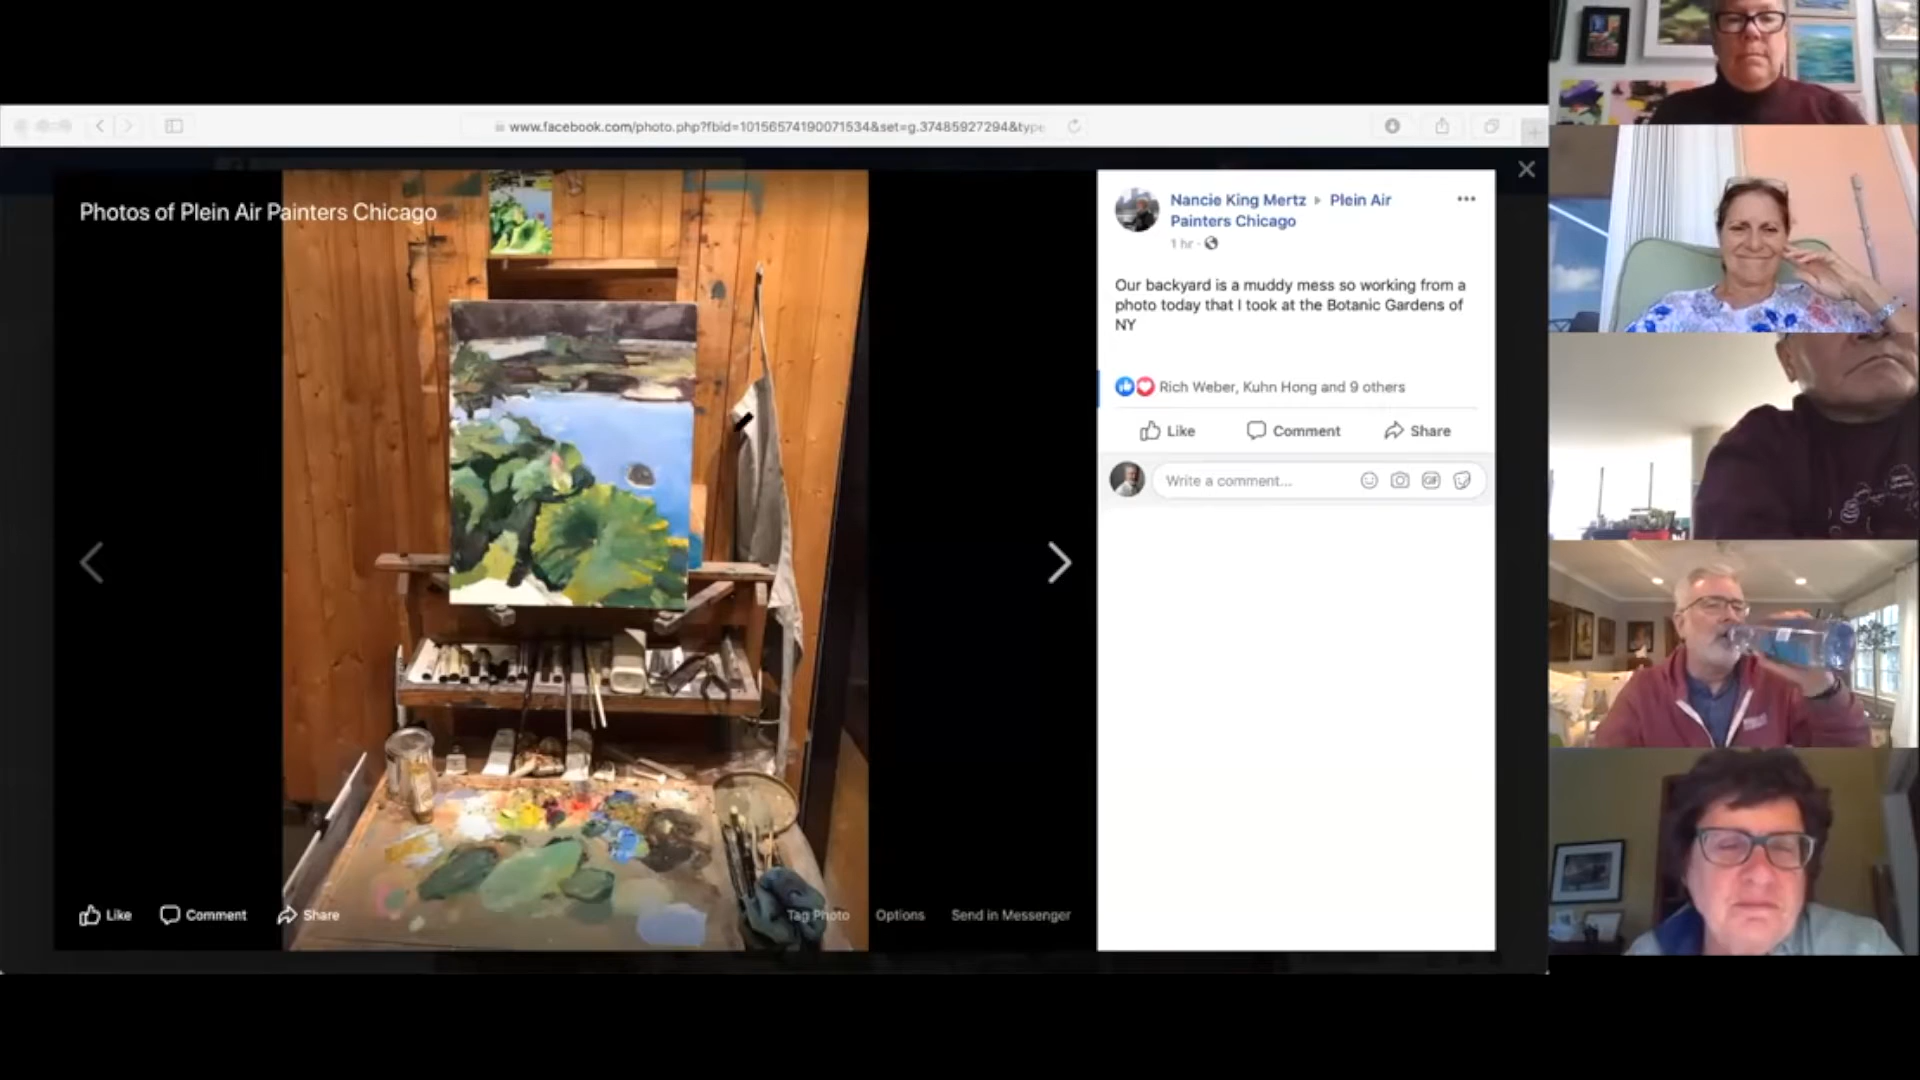 www.facebook.com/photo.php?fbid=10156574190071534&set=g.37485927294&type
Photos of Plein Air Painters Chicago
Nancie King Mertz ▸ Plein Air
Painters Chicago
1 hr ·
Our backyard is a muddy mess so working from a
photo today that I took at the Botanic Gardens of
NY
Rich Weber, Kuhn Hong and 9 others
Like Comment Share
Write a comment...
GIF
Like Comment Share
Tag Photo Options Send in Messenger